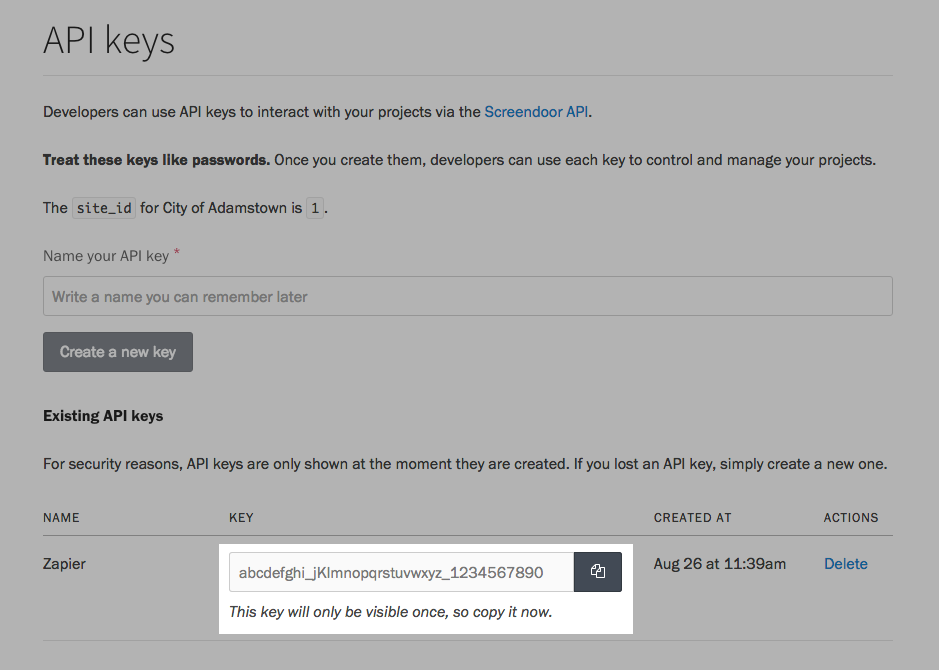 API keys
Developers can use API keys to interact with your projects via the Screendoor API.
Treat these keys like passwords. Once you create them, developers can use each key to control and manage your projects.
The site_id for City of Adamstown is 1.
Name your API key *
Write a name you can remember later
Create a new key
Existing API keys
For security reasons, API keys are only shown at the moment they are created. If you lost an API key, simply create a new one.
NAME KEY CREATED AT ACTIONS
Zapier abcdefghi_jKlmnopqrstuvwxyz_1234567890 Aug 26 at 11:39am Delete
This key will only be visible once, so copy it now.